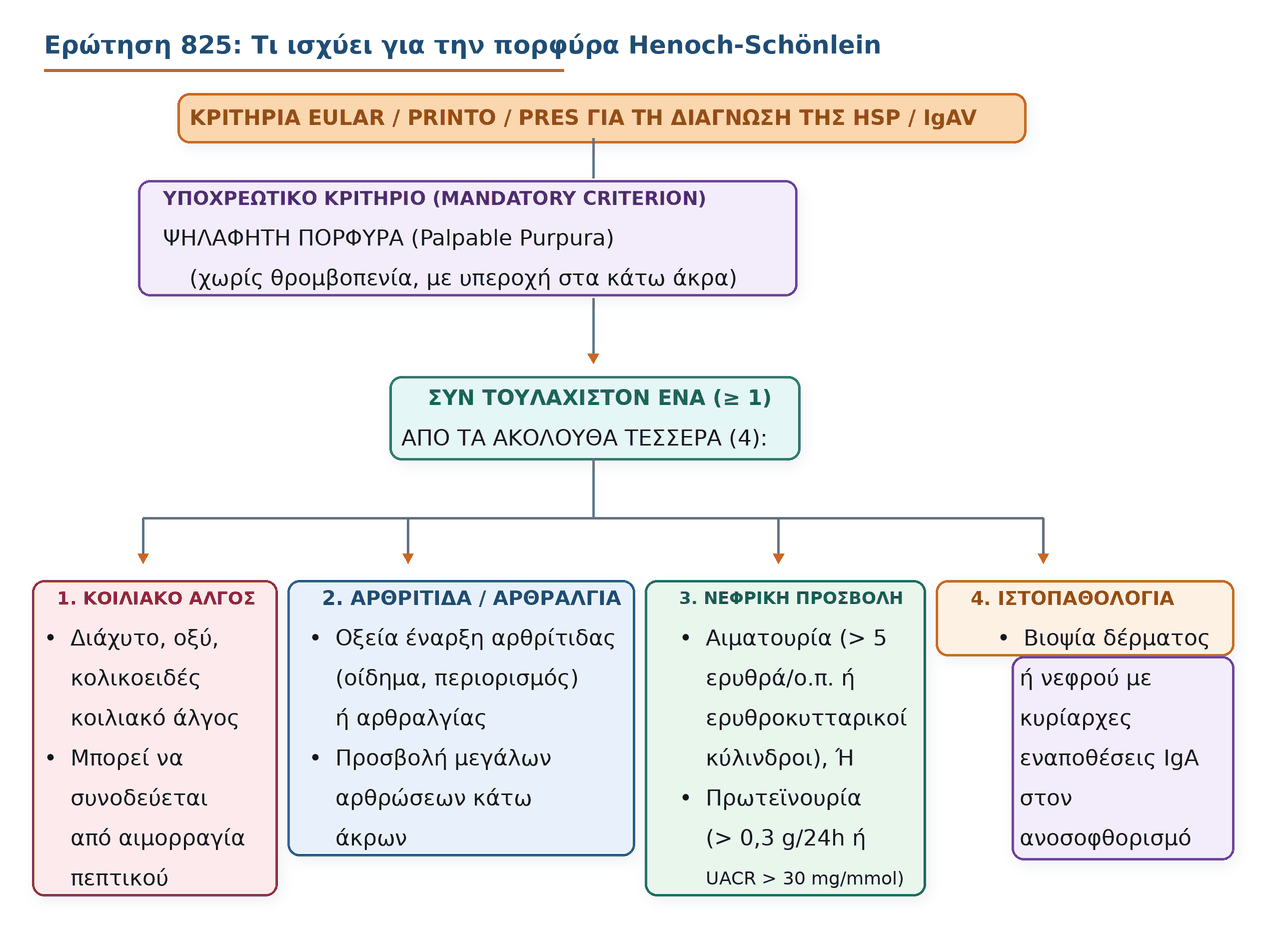 Ερώτηση 825: Τι ισχύει για την πορφύρα Henoch-Schönlein
ΚΡΙΤΗΡΙΑ EULAR / PRINTO / PRES ΓΙΑ ΤΗ ΔΙΑΓΝΩΣΗ ΤΗΣ HSP / IgAV
ΥΠΟΧΡΕΩΤΙΚΟ ΚΡΙΤΗΡΙΟ (MANDATORY CRITERION)
ΨΗΛΑΦΗΤΗ ΠΟΡΦΥΡΑ (Palpable Purpura)
(χωρίς θρομβοπενία, με υπεροχή στα κάτω άκρα)
ΣΥΝ ΤΟΥΛΑΧΙΣΤΟΝ ΕΝΑ (≥ 1)
ΑΠΟ ΤΑ ΑΚΟΛΟΥΘΑ ΤΕΣΣΕΡΑ (4):
1. ΚΟΙΛΙΑΚΟ ΑΛΓΟΣ
• Διάχυτο, οξύ,
κολικοειδές
κοιλιακό άλγος
• Μπορεί να
συνοδεύεται
από αιμορραγία
πεπτικού
2. ΑΡΘΡΙΤΙΔΑ / ΑΡΘΡΑΛΓΙΑ
• Οξεία έναρξη αρθρίτιδας
(οίδημα, περιορισμός)
ή αρθραλγίας
• Προσβολή μεγάλων
αρθρώσεων κάτω
άκρων
3. ΝΕΦΡΙΚΗ ΠΡΟΣΒΟΛΗ
• Αιματουρία (> 5
ερυθρά/ο.π. ή
ερυθροκυτταρικοί
κύλινδροι), Ή
• Πρωτεϊνουρία
(> 0,3 g/24h ή
UACR > 30 mg/mmol)
4. ΙΣΤΟΠΑΘΟΛΟΓΙΑ
• Βιοψία δέρματος
ή νεφρού με
κυρίαρχες
εναποθέσεις IgA
στον
ανοσοφθορισμό